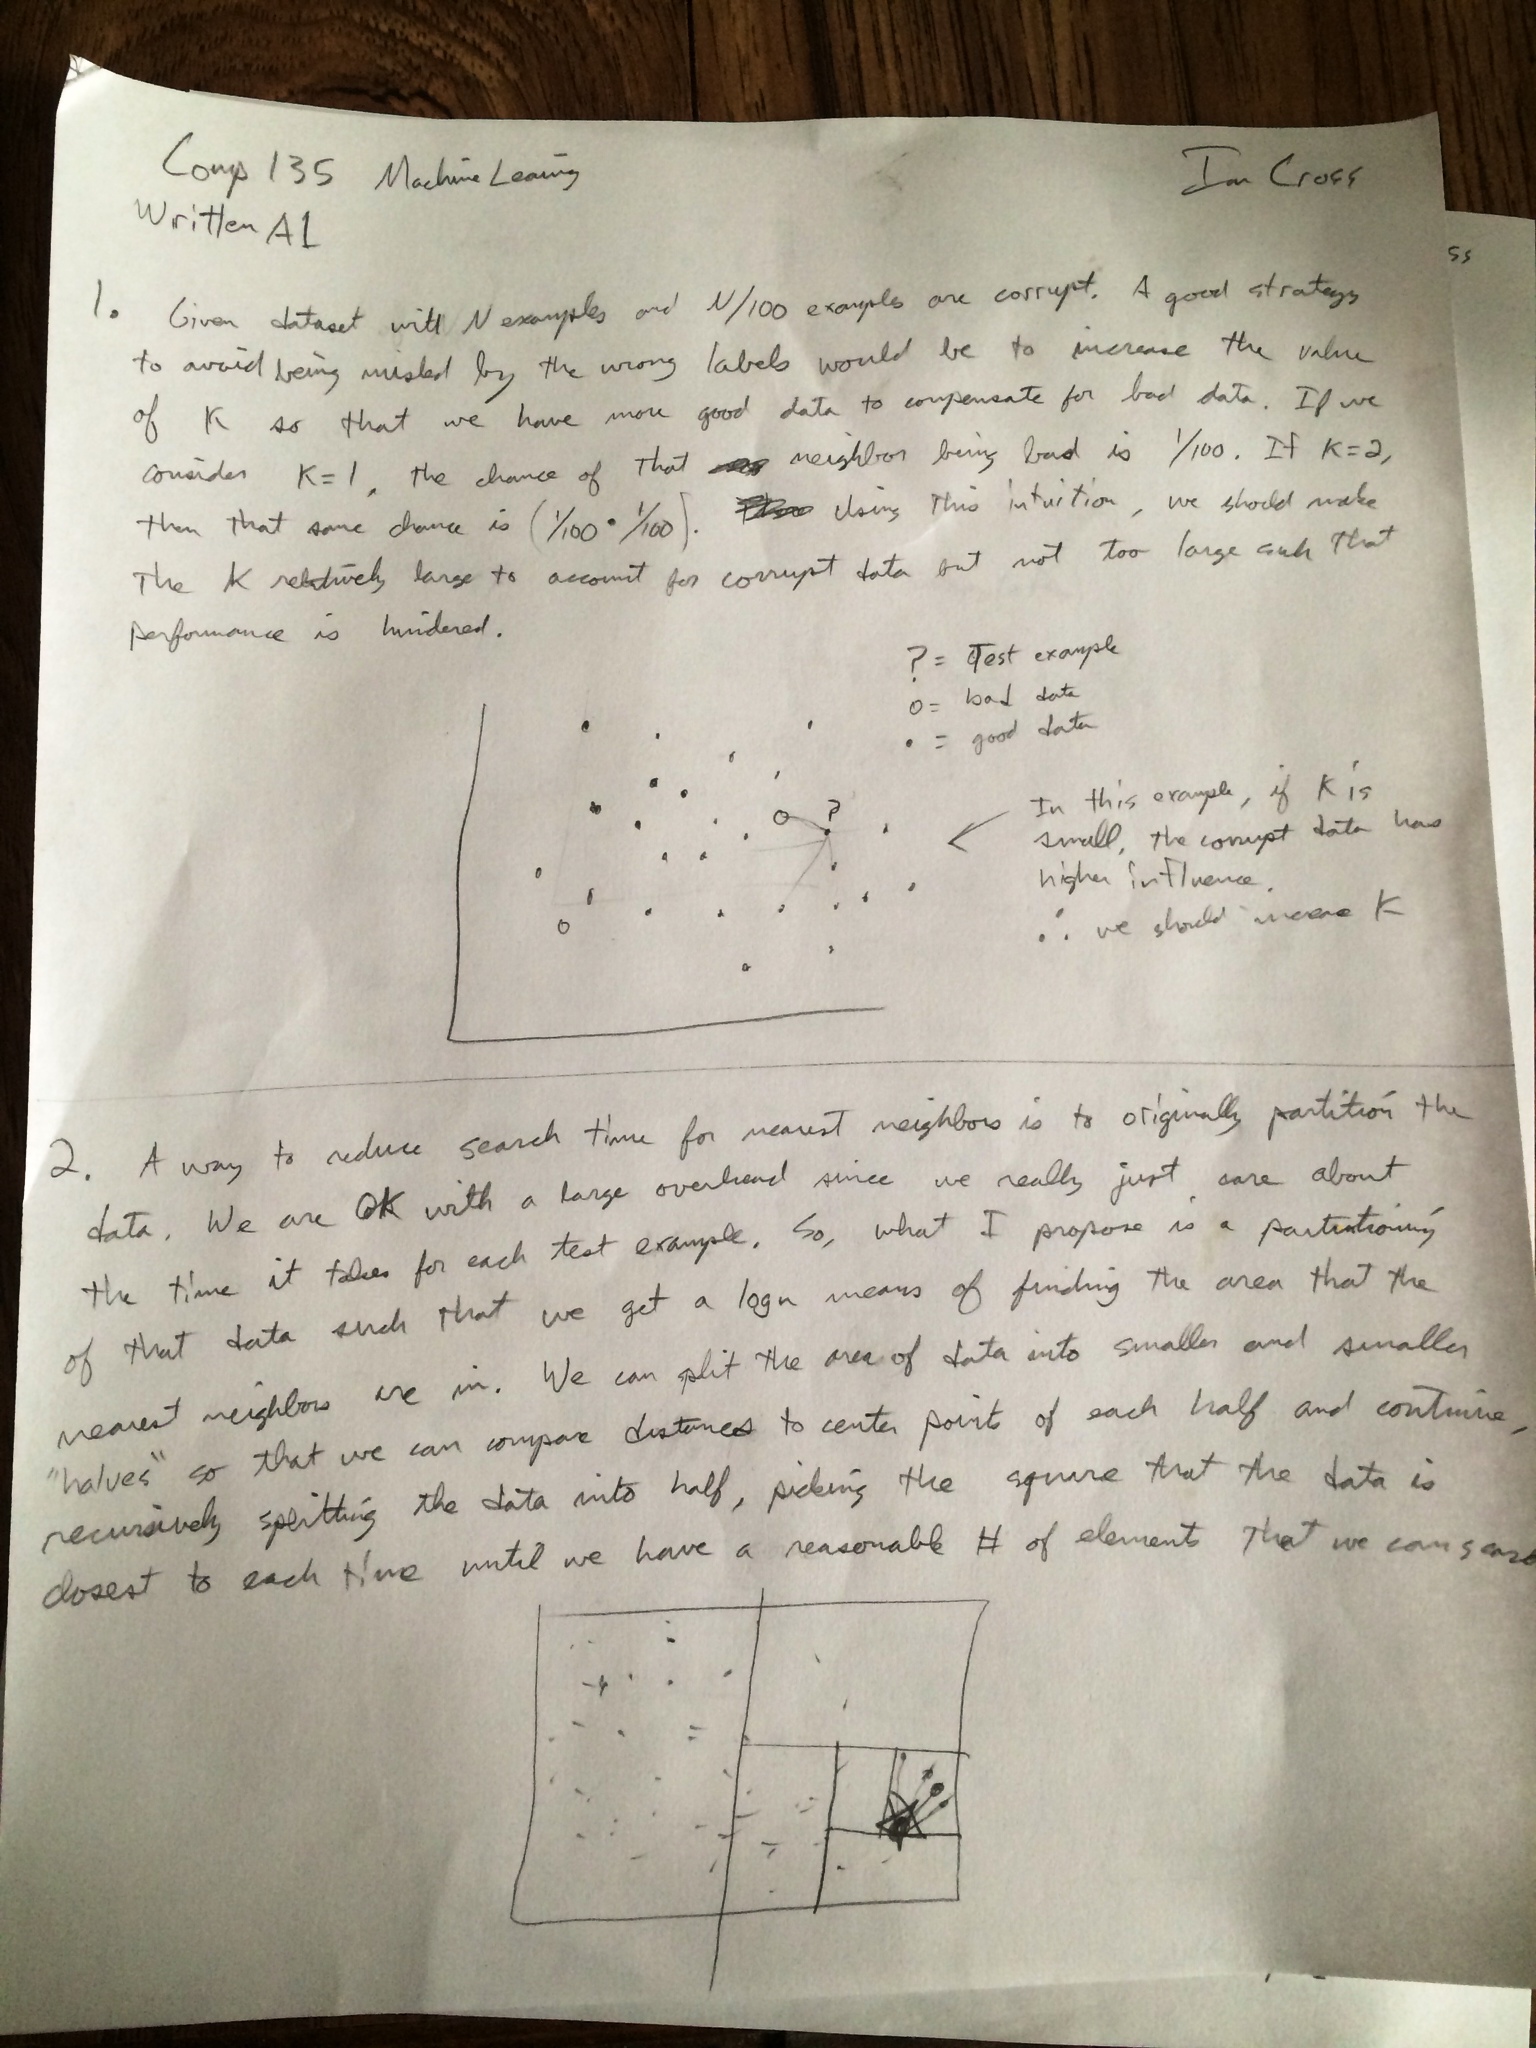 Comp 135 Machine Learing
Ian Cross
Written A1
ss
1. Given dataset with N examples and N/100 examples are corrupt. A good strategy
to avoid being misled by the wrong labels would be to increase the value
of K so that we have more good data to compensate for bad data. If we
consider K=1, the chance of that neighbor being bad is 1/100. If K=2,
then that same chance is (1/100 · 1/100). Using this intuition, we should make
the K relatively large to account for corrupt data but not too large such that
performance is hindered.
? = Test example
o = bad data
• = good data
?
In this example, if K is
small, the corrupt data has
higher influence.
∴ we should increase K
2. A way to reduce search time for nearest neighbors is to originally partition the
data. We are OK with a large overhead since we really just care about
the time it takes for each test example. So, what I propose is a partitioning
of that data such that we get a logn means of finding the area that the
nearest neighbors are in. We can split the area of data into smaller and smaller
"halves" so that we can compare distances to center points of each half and continue,
recursively splitting the data into half, picking the square that the data is
closest to each time until we have a reasonable # of elements that we can